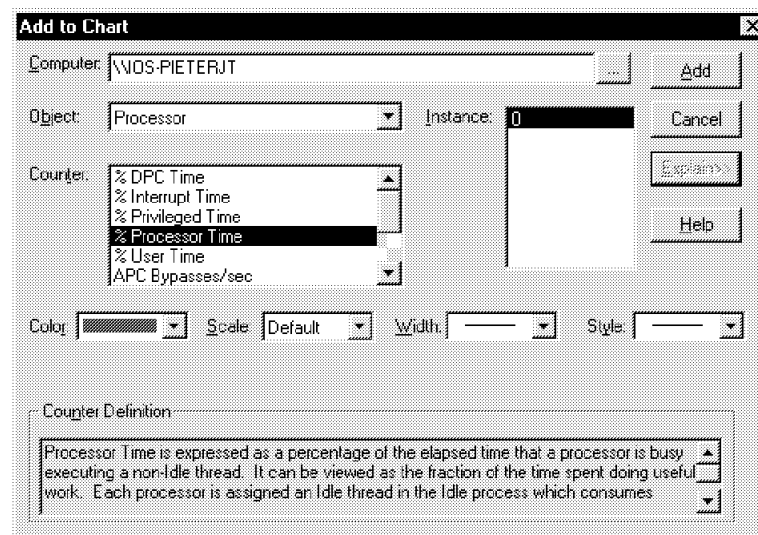 Add to Chart
Computer: \\IOS-PIETERJT ... Add
Object: Processor Instance: 0 Cancel
Explain>>
Counter: % DPC Time
% Interrupt Time
% Privileged Time
% Processor Time Help
% User Time
APC Bypasses/sec
Color Scale Default Width: Style:
Counter Definition
Processor Time is expressed as a percentage of the elapsed time that a processor is busy
executing a non-Idle thread. It can be viewed as the fraction of the time spent doing useful
work. Each processor is assigned an Idle thread in the Idle process which consumes